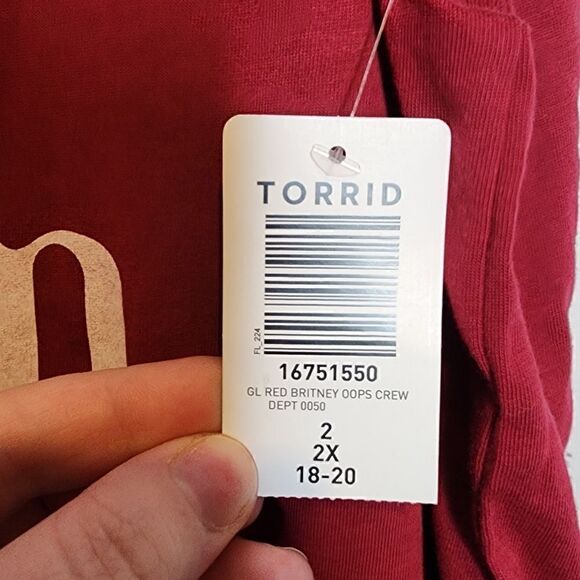 n
TORRID
FL_224
16751550
GL RED BRITNEY OOPS CREW
DEPT 0050
2
2X
18-20